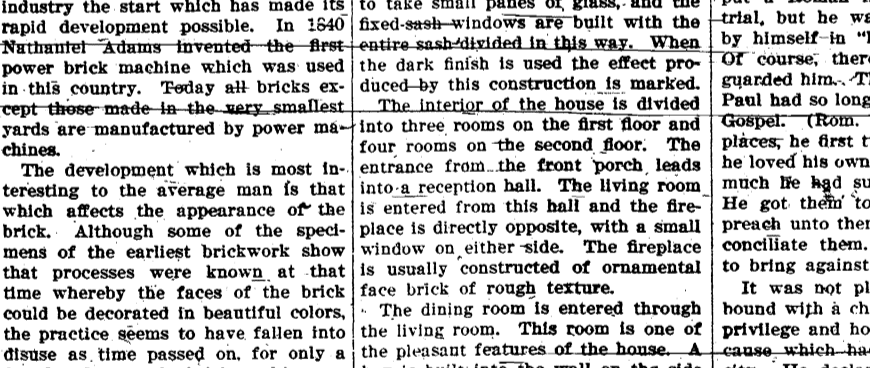 industry the start which has made its
rapid development possible. In 1840
Nathaniel Adams invented the first
power brick machine which was used
in this country. Today all bricks ex-
cept those made in the very smallest
yards are manufactured by power ma-
chines.
The development which is most in-
teresting to the average man is that
which affects the appearance of the
brick. Although some of the speci-
mens of the earliest brickwork show
that processes were known at that
time whereby the faces of the brick
could be decorated in beautiful colors,
the practice seems to have fallen into
disuse as time passed on, for only a
to take small panes of glass, and the
fixed sash windows are built with the
entire sash divided in this way. When
the dark finish is used the effect pro-
duced by this construction is marked.
The interior of the house is divided
into three rooms on the first floor and
four rooms on the second floor. The
entrance from the front porch leads
into a reception hall. The living room
is entered from this hall and the fire-
place is directly opposite, with a small
window on either side. The fireplace
is usually constructed of ornamental
face brick of rough texture.
The dining room is entered through
the living room. This room is one of
the pleasant features of the house. A
trial, but he wa
by himself in "
Of course, ther
guarded him. T
Paul had so long
Gospel. (Rom.
places; he first t
he loved his own
much he had su
He got them to
preach unto ther
conciliate them.
to bring against
It was not pl
bound with a ch
privilege and ho
cause which ha